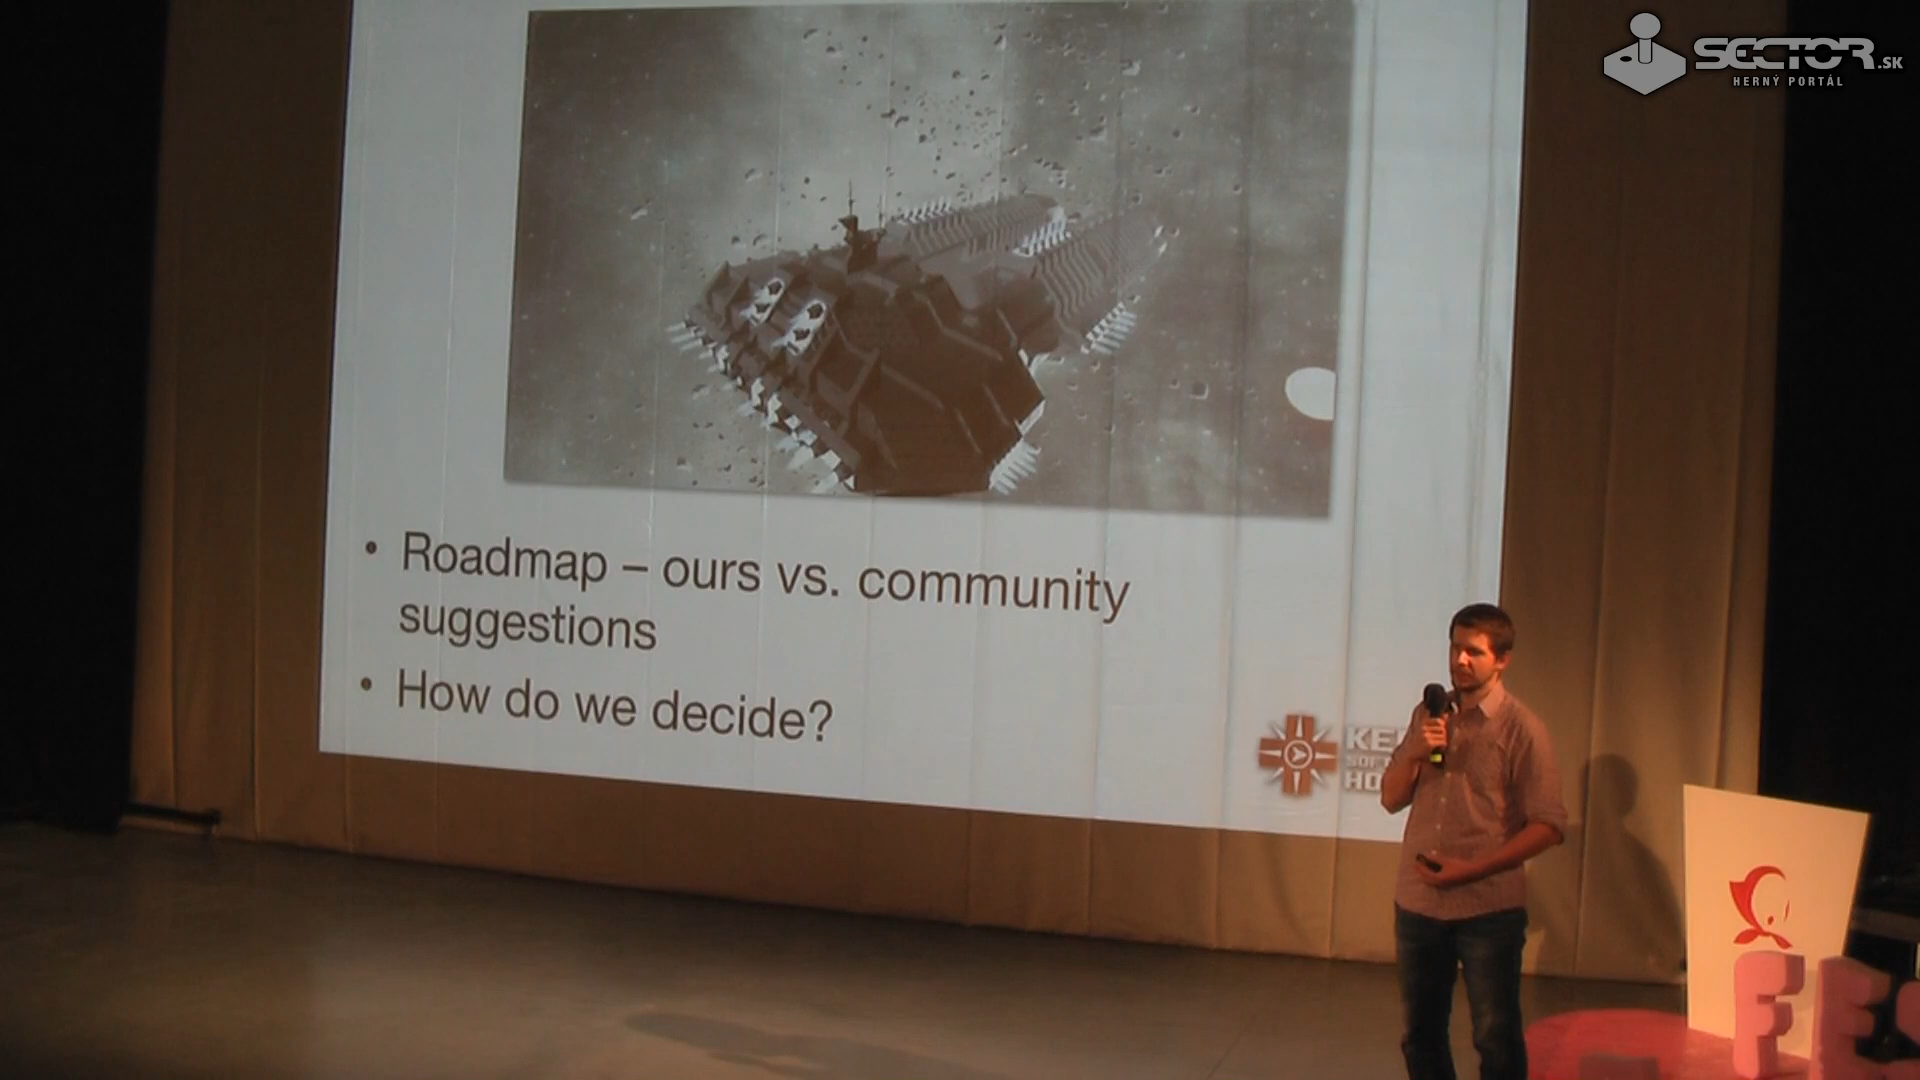 SECTOR.SK
HERNÝ PORTÁL
• Roadmap – ours vs. community
suggestions
• How do we decide?